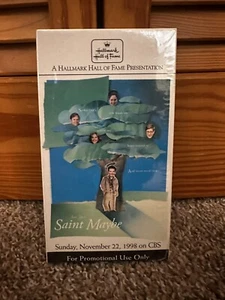 Hallmark
Hall of Fame
A HALLMARK HALL OF FAME PRESENTATION
Saint Maybe
Sunday, November 22, 1998 on CBS
For Promotional Use Only